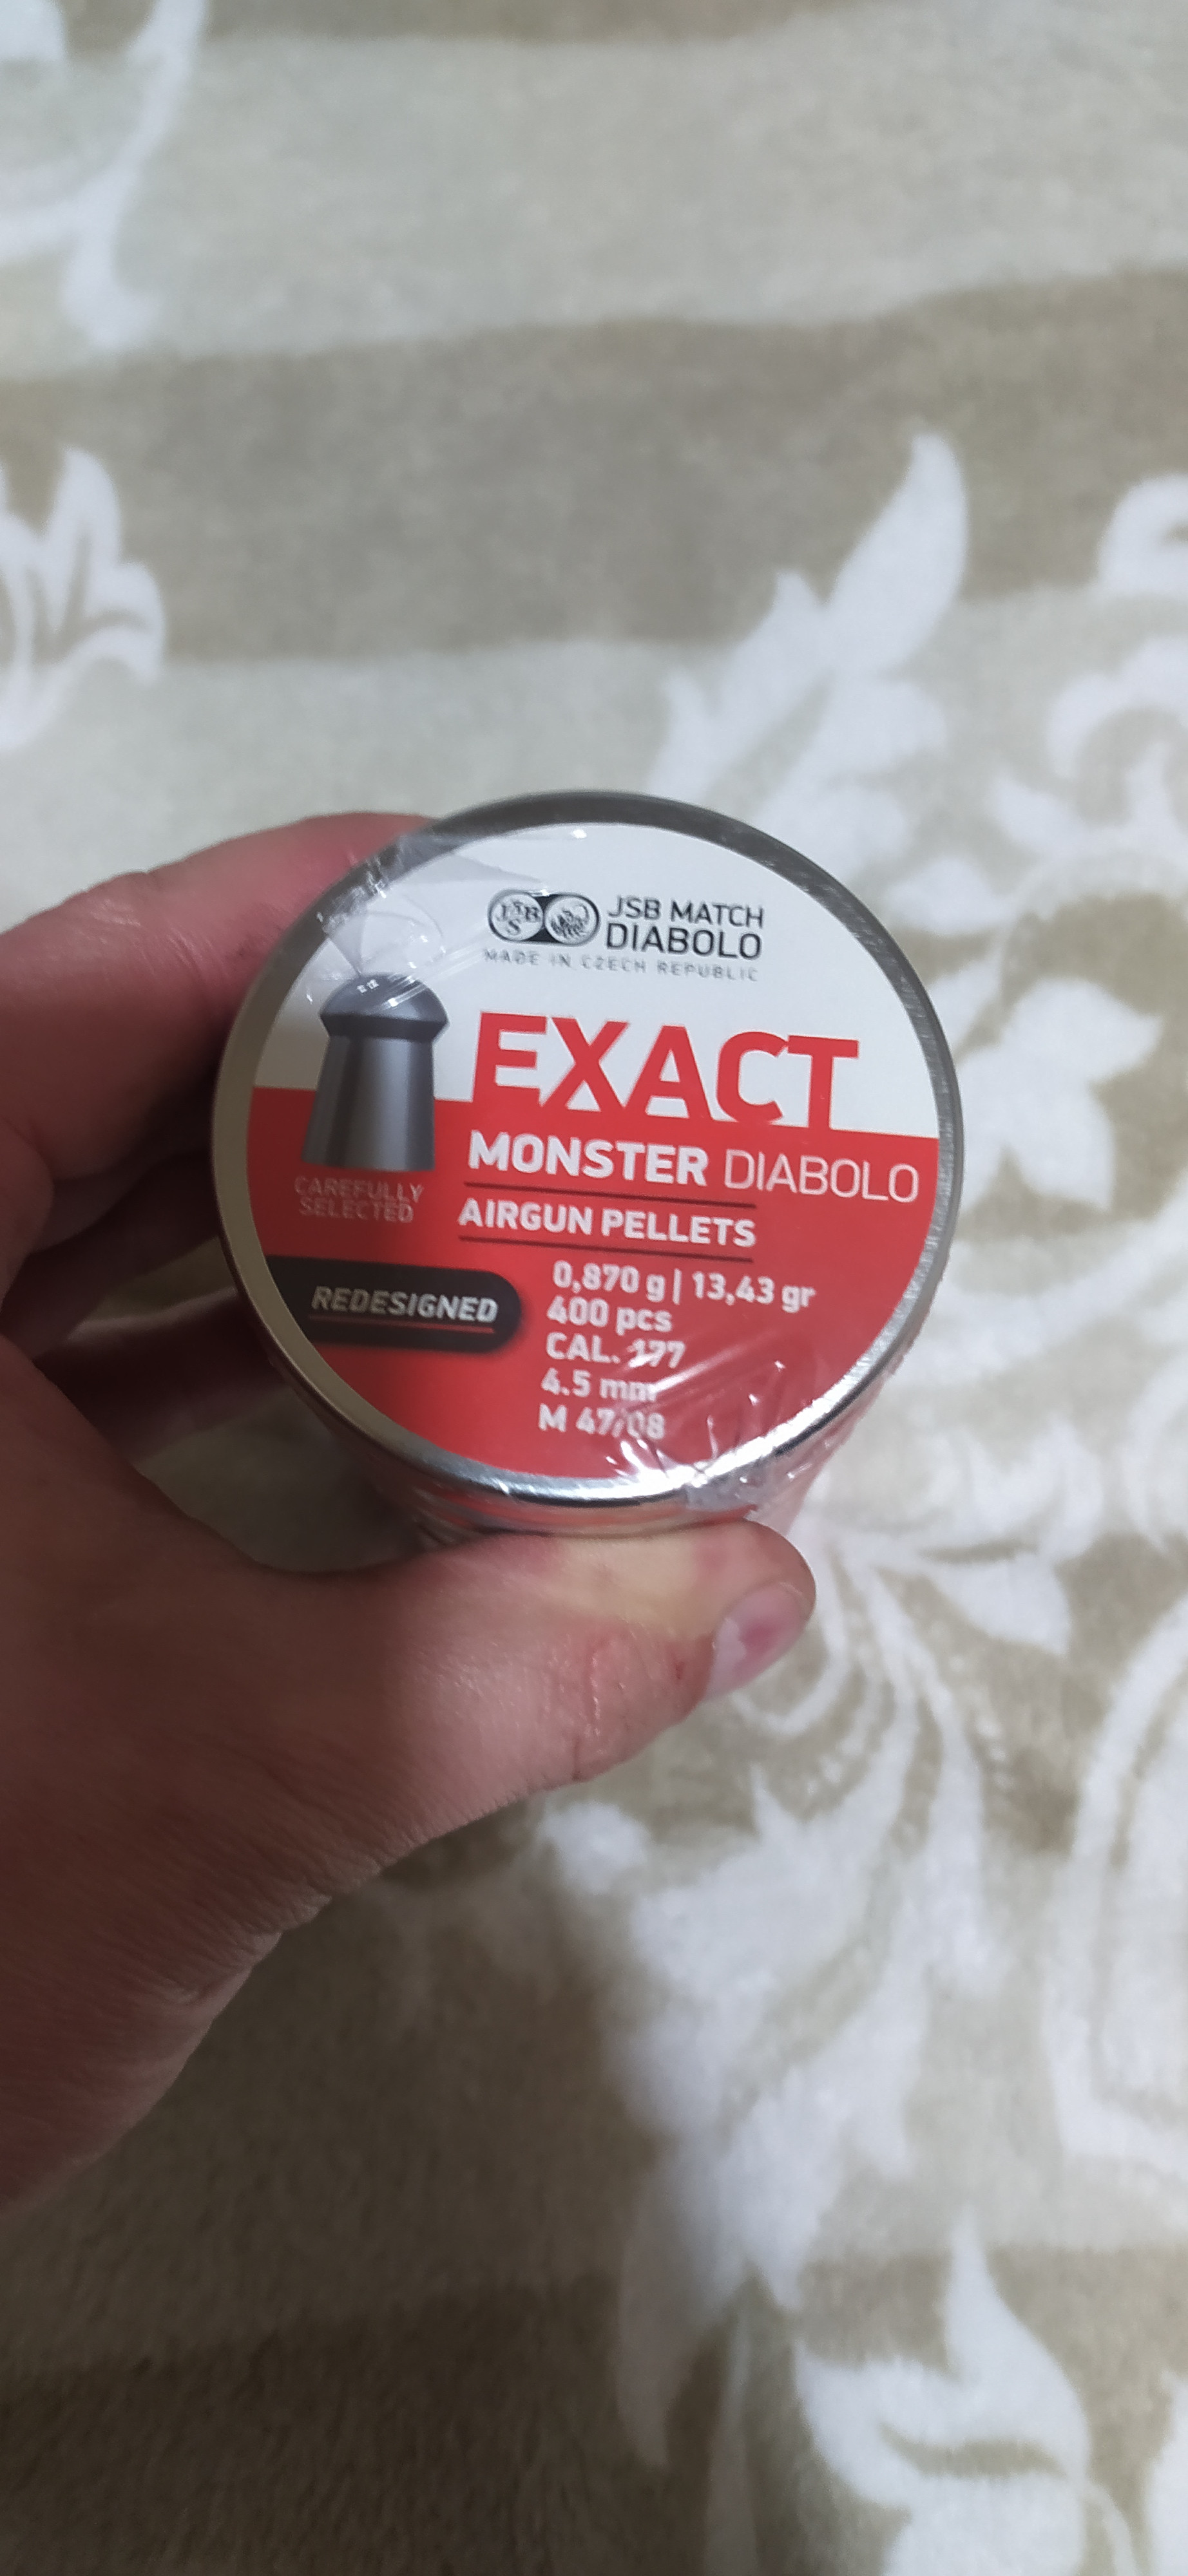 JSB
JSB MATCH
DIABOLO
MADE IN CZECH REPUBLIC
EXACT
MONSTER DIABOLO
AIRGUN PELLETS
CAREFULLY
SELECTED
REDESIGNED
0,870 g | 13,43 gr
400 pcs
CAL. 177
4.5 mm
M 47/08